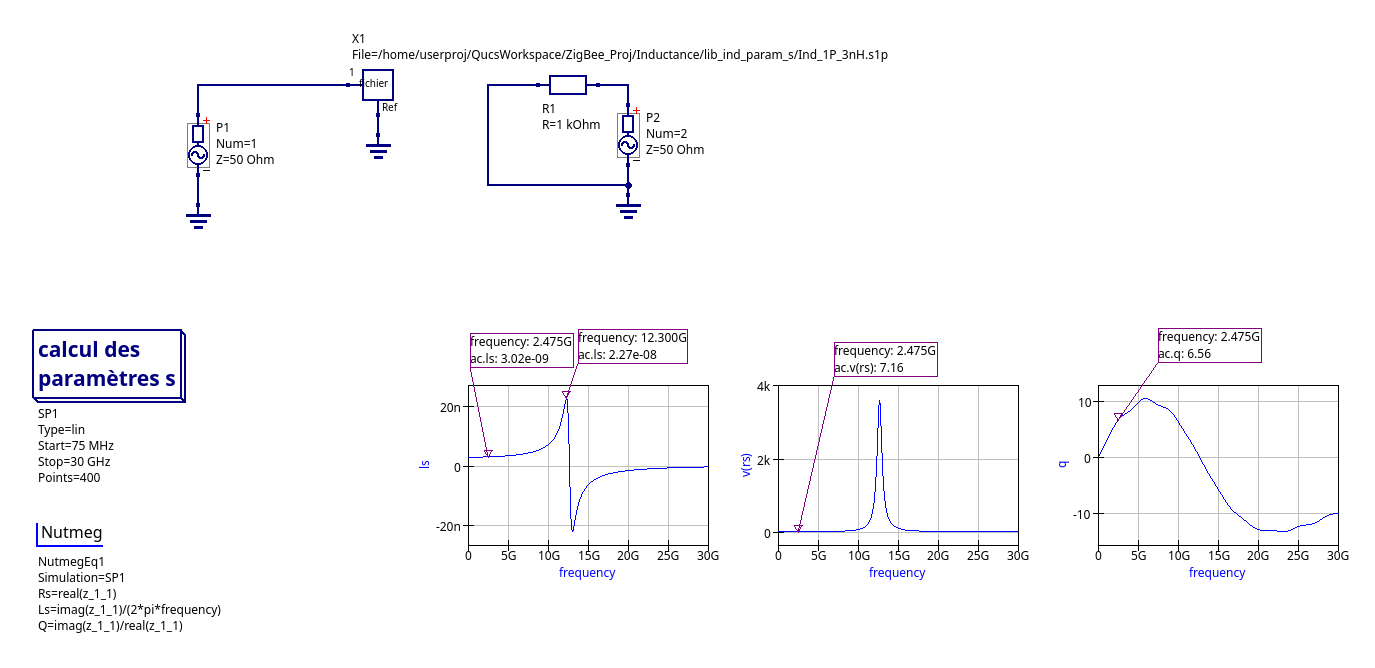 X1
File=/home/userproj/QucsWorkspace/ZigBee_Proj/Inductance/lib_ind_param_s/Ind_1P_3nH.s1p
1
fichier
Ref
+
P1
Num=1
Z=50 Ohm
R1
R=1 kOhm
+
P2
Num=2
Z=50 Ohm
calcul des
paramètres s
SP1
Type=lin
Start=75 MHz
Stop=30 GHz
Points=400
Nutmeg
NutmegEq1
Simulation=SP1
Rs=real(z_1_1)
Ls=imag(z_1_1)/(2*pi*frequency)
Q=imag(z_1_1)/real(z_1_1)
frequency: 2.475G
ac.ls: 3.02e-09
frequency: 12.300G
ac.ls: 2.27e-08
20n
0
-20n
ls
0 5G 10G 15G 20G 25G 30G
frequency
frequency: 2.475G
ac.v(rs): 7.16
4k
2k
0
v(rs)
0 5G 10G 15G 20G 25G 30G
frequency
frequency: 2.475G
ac.q: 6.56
10
0
-10
q
0 5G 10G 15G 20G 25G 30G
frequency